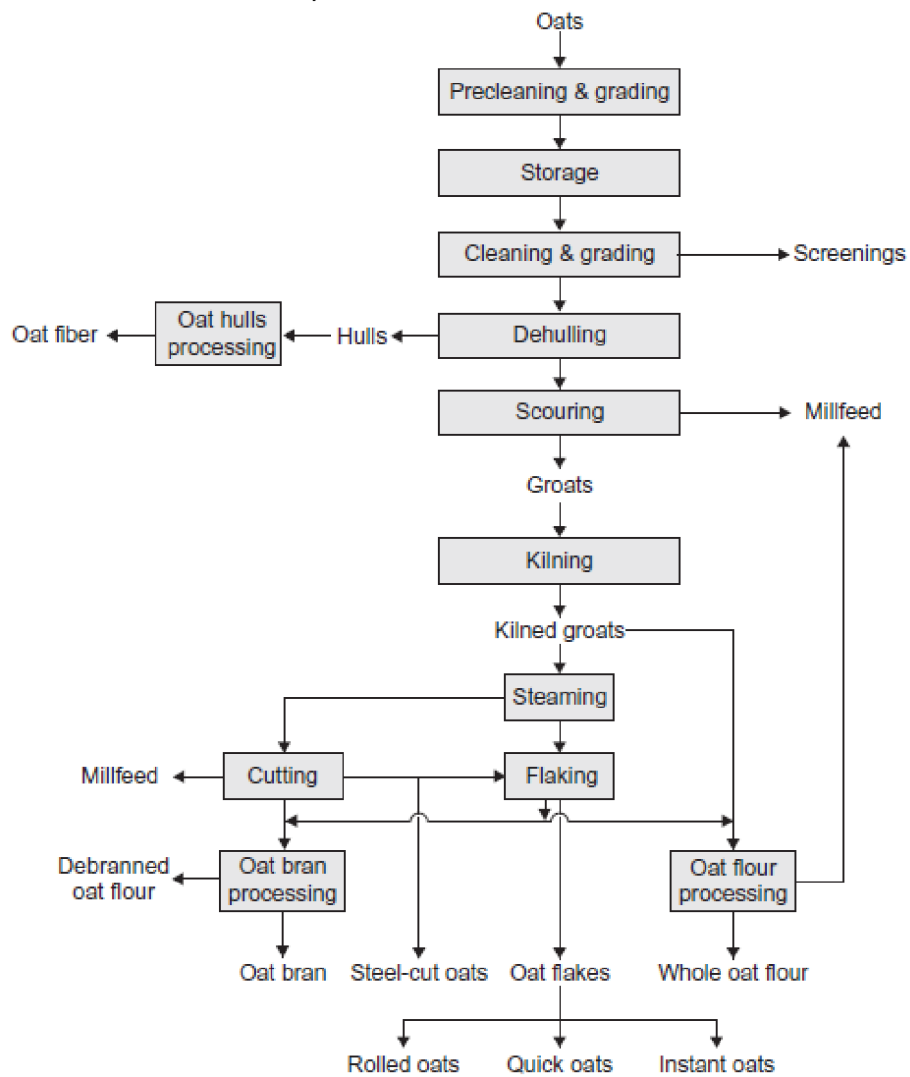 Oats
Precleaning & grading
Storage
Cleaning & grading
Screenings
Oat fiber
Oat hulls
processing
Hulls
Dehulling
Scouring
Millfeed
Groats
Kilning
Kilned groats
Steaming
Millfeed
Cutting
Flaking
Debranned
oat flour
Oat bran
processing
Oat flour
processing
Oat bran
Steel-cut oats
Oat flakes
Whole oat flour
Rolled oats
Quick oats
Instant oats